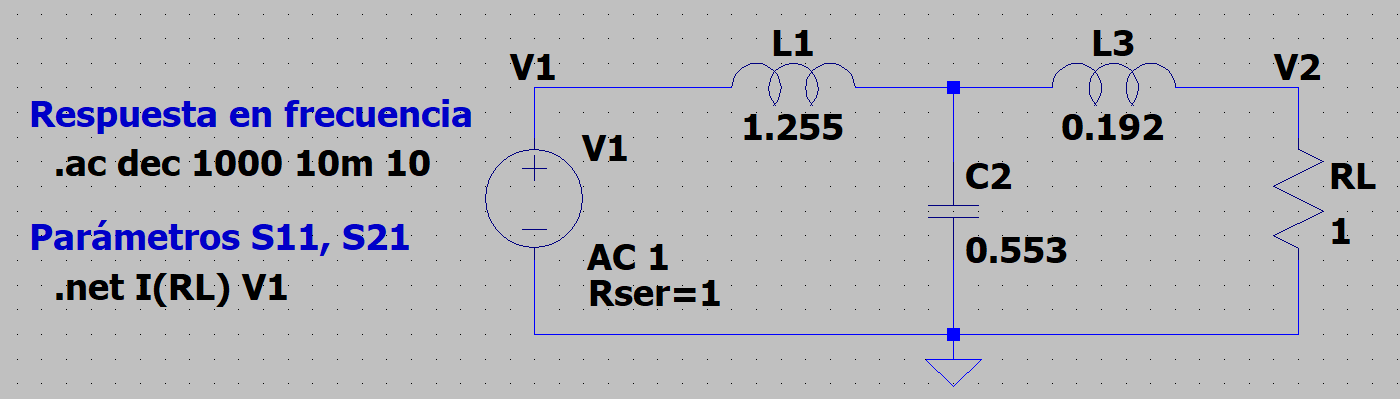 Respuesta en frecuencia
.ac dec 1000 10m 10
Parámetros S11, S21
.net I(RL) V1
V1
V1
AC 1
Rser=1
L1
1.255
C2
0.553
L3
0.192
V2
RL
1